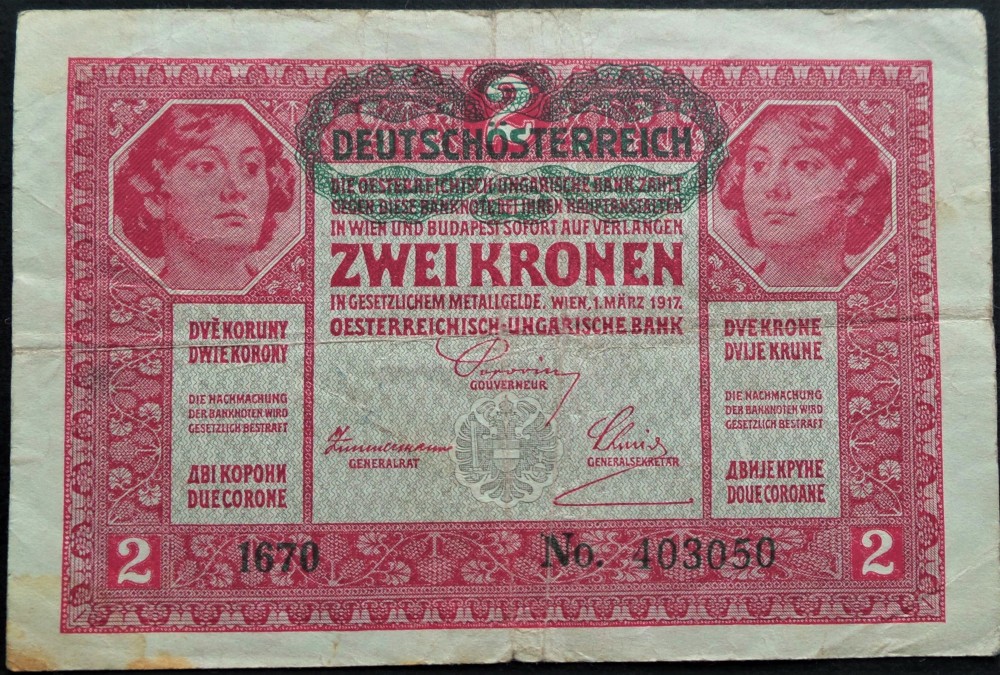 2
DEUTSCHÖSTERREICH
DIE OESTERREICHISCH-UNGARISCHE BANK ZAHLT
GEGEN DIESE BANKNOTE BEI IHREN HAUPTANSTALTEN
IN WIEN UND BUDAPEST SOFORT AUF VERLANGEN
ZWEI KRONEN
IN GESETZLICHEM METALLGELDE. WIEN, 1. MÄRZ 1917.
OESTERREICHISCH-UNGARISCHE BANK
GOUVERNEUR
GENERALRAT
GENERALSEKRETÄR
DVĚ KORUNY
DWIE KORONY
DIE NACHMACHUNG
DER BANKNOTEN WIRD
GESETZLICH BESTRAFT
ДВІ КОРОНИ
DUE CORONE
DVE KRONE
DVIJE KRUNE
DIE NACHMACHUNG
DER BANKNOTEN WIRD
GESETZLICH BESTRAFT
ДВИЈЕ КРУНЕ
DOUE COROANE
2
1670
No. 403050
2